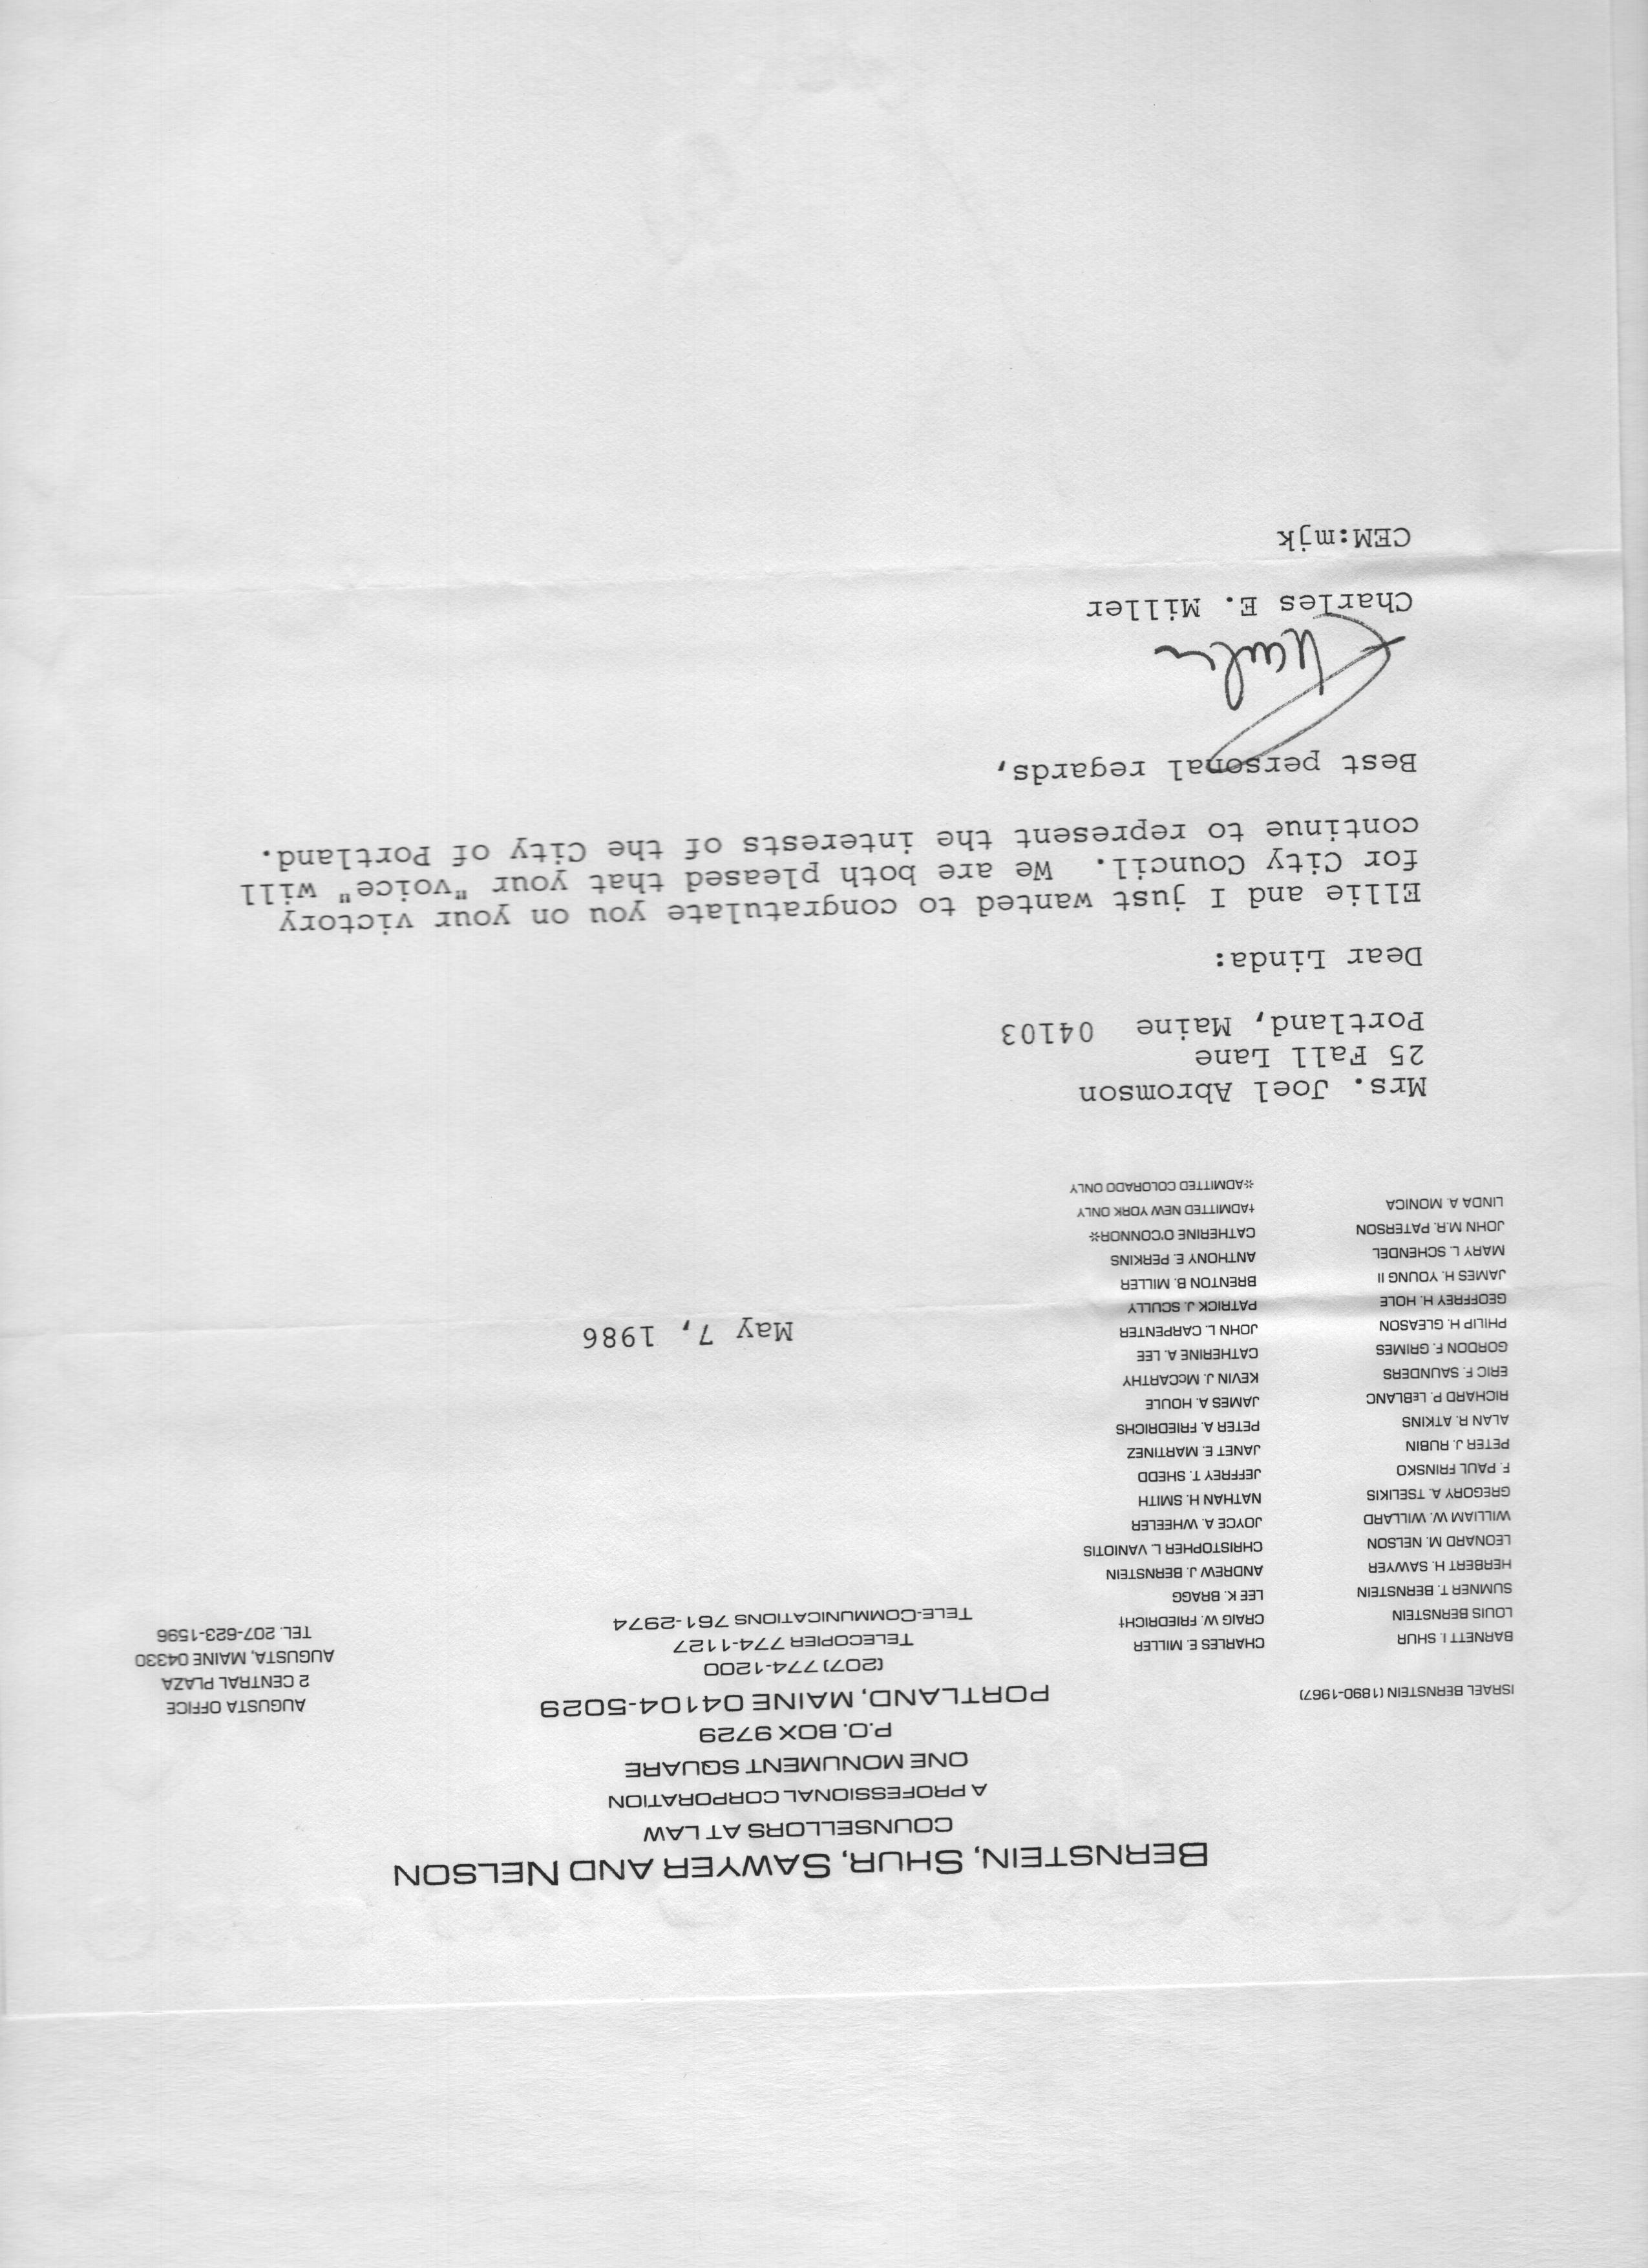 BERNSTEIN, SHUR, SAWYER AND NELSON
COUNSELLORS AT LAW
A PROFESSIONAL CORPORATION
ONE MONUMENT SQUARE
P.O. BOX 9729
PORTLAND, MAINE 04104-5029
(207) 774-1200
TELECOPIER 774-1127
TELE-COMMUNICATIONS 761-2974
ISRAEL BERNSTEIN (1890-1967)
BARNETT I. SHUR
LOUIS BERNSTEIN
SUMNER T. BERNSTEIN
HERBERT H. SAWYER
LEONARD M. NELSON
WILLIAM W. WILLARD
GREGORY A. TSELIKIS
F. PAUL FRINSKO
PETER J. RUBIN
ALAN R. ATKINS
RICHARD P. LEBLANC
ERIC F. SAUNDERS
GORDON F. GRIMES
PHILIP H. GLEASON
GEOFFREY H. HOLE
JAMES H. YOUNG II
MARY L. SCHENDEL
JOHN M.R. PATERSON
LINDA A. MONICA
CHARLES E. MILLER
CRAIG W. FRIEDRICH†
LEE K. BRAGG
ANDREW J. BERNSTEIN
CHRISTOPHER L. VANIOTIS
JOYCE A. WHEELER
NATHAN H. SMITH
JEFFREY T. SHEDD
JANET E. MARTINEZ
PETER A. FRIEDRICHS
JAMES A. HOULE
KEVIN J. McCARTHY
CATHERINE A. LEE
JOHN L. CARPENTER
PATRICK J. SCULLY
BRENTON B. MILLER
ANTHONY E. PERKINS
CATHERINE O'CONNOR※
†ADMITTED NEW YORK ONLY
※ADMITTED COLORADO ONLY
AUGUSTA OFFICE
2 CENTRAL PLAZA
AUGUSTA, MAINE 04330
TEL. 207-623-1596
May 7, 1986
Mrs. Joel Abromson
25 Fall Lane
Portland, Maine  04103
Dear Linda:
Ellie and I just wanted to congratulate you on your victory
for City Council.  We are both pleased that your "voice" will
continue to represent the interests of the City of Portland.
Best personal regards,
Charles
Charles E. Miller
CEM:mjk